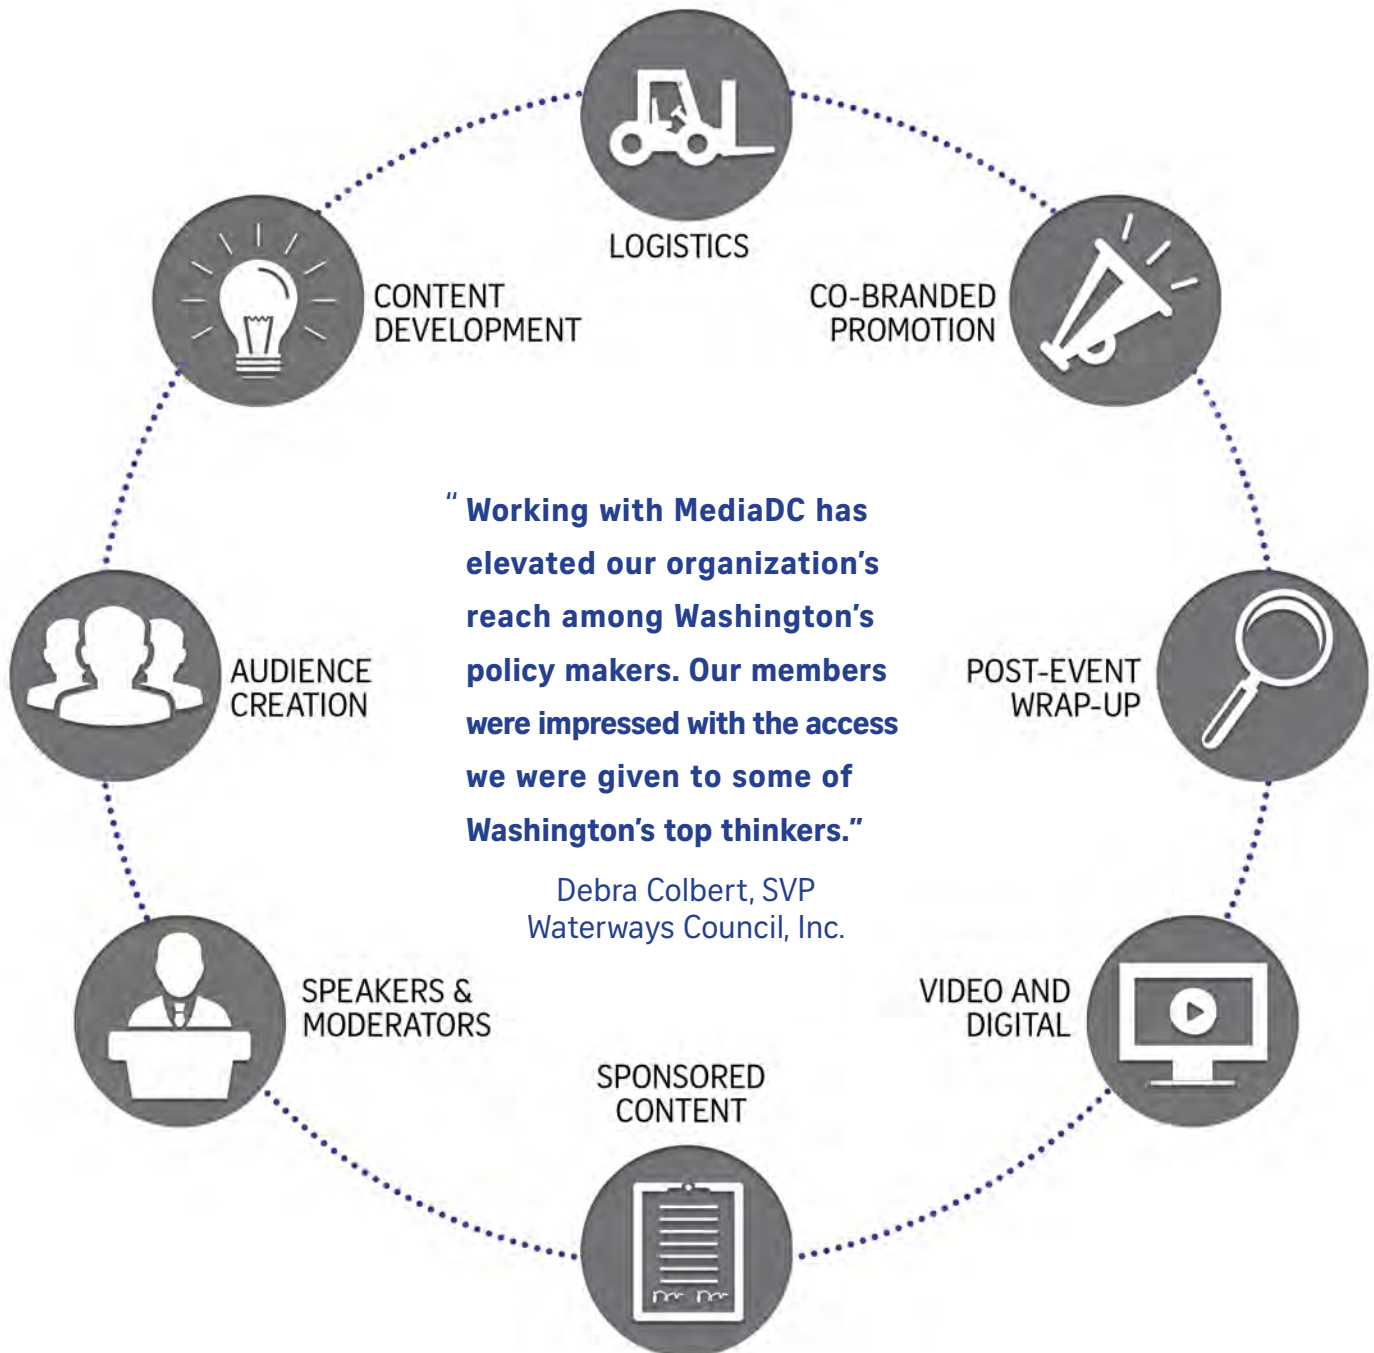 LOGISTICS
CONTENT
DEVELOPMENT
CO-BRANDED
PROMOTION
“ Working with MediaDC has
elevated our organization’s
reach among Washington’s
policy makers. Our members
were impressed with the access
we were given to some of
Washington’s top thinkers.”
Debra Colbert, SVP
Waterways Council, Inc.
AUDIENCE
CREATION
POST-EVENT
WRAP-UP
SPEAKERS &
MODERATORS
VIDEO AND
DIGITAL
SPONSORED
CONTENT